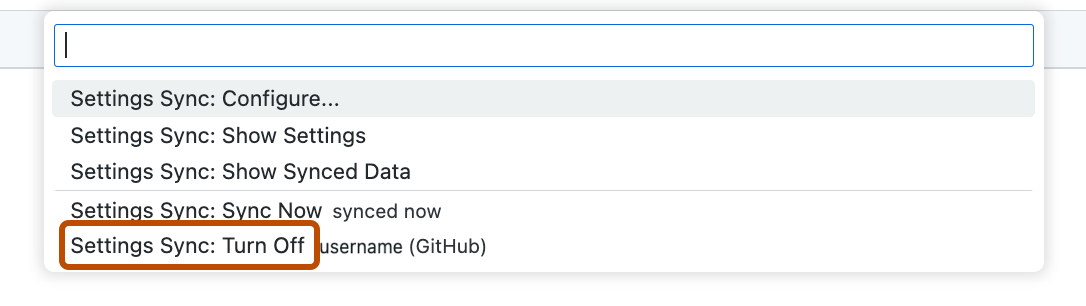 Settings Sync: Configure...
Settings Sync: Show Settings
Settings Sync: Show Synced Data
Settings Sync: Sync Now synced now
Settings Sync: Turn Off username (GitHub)